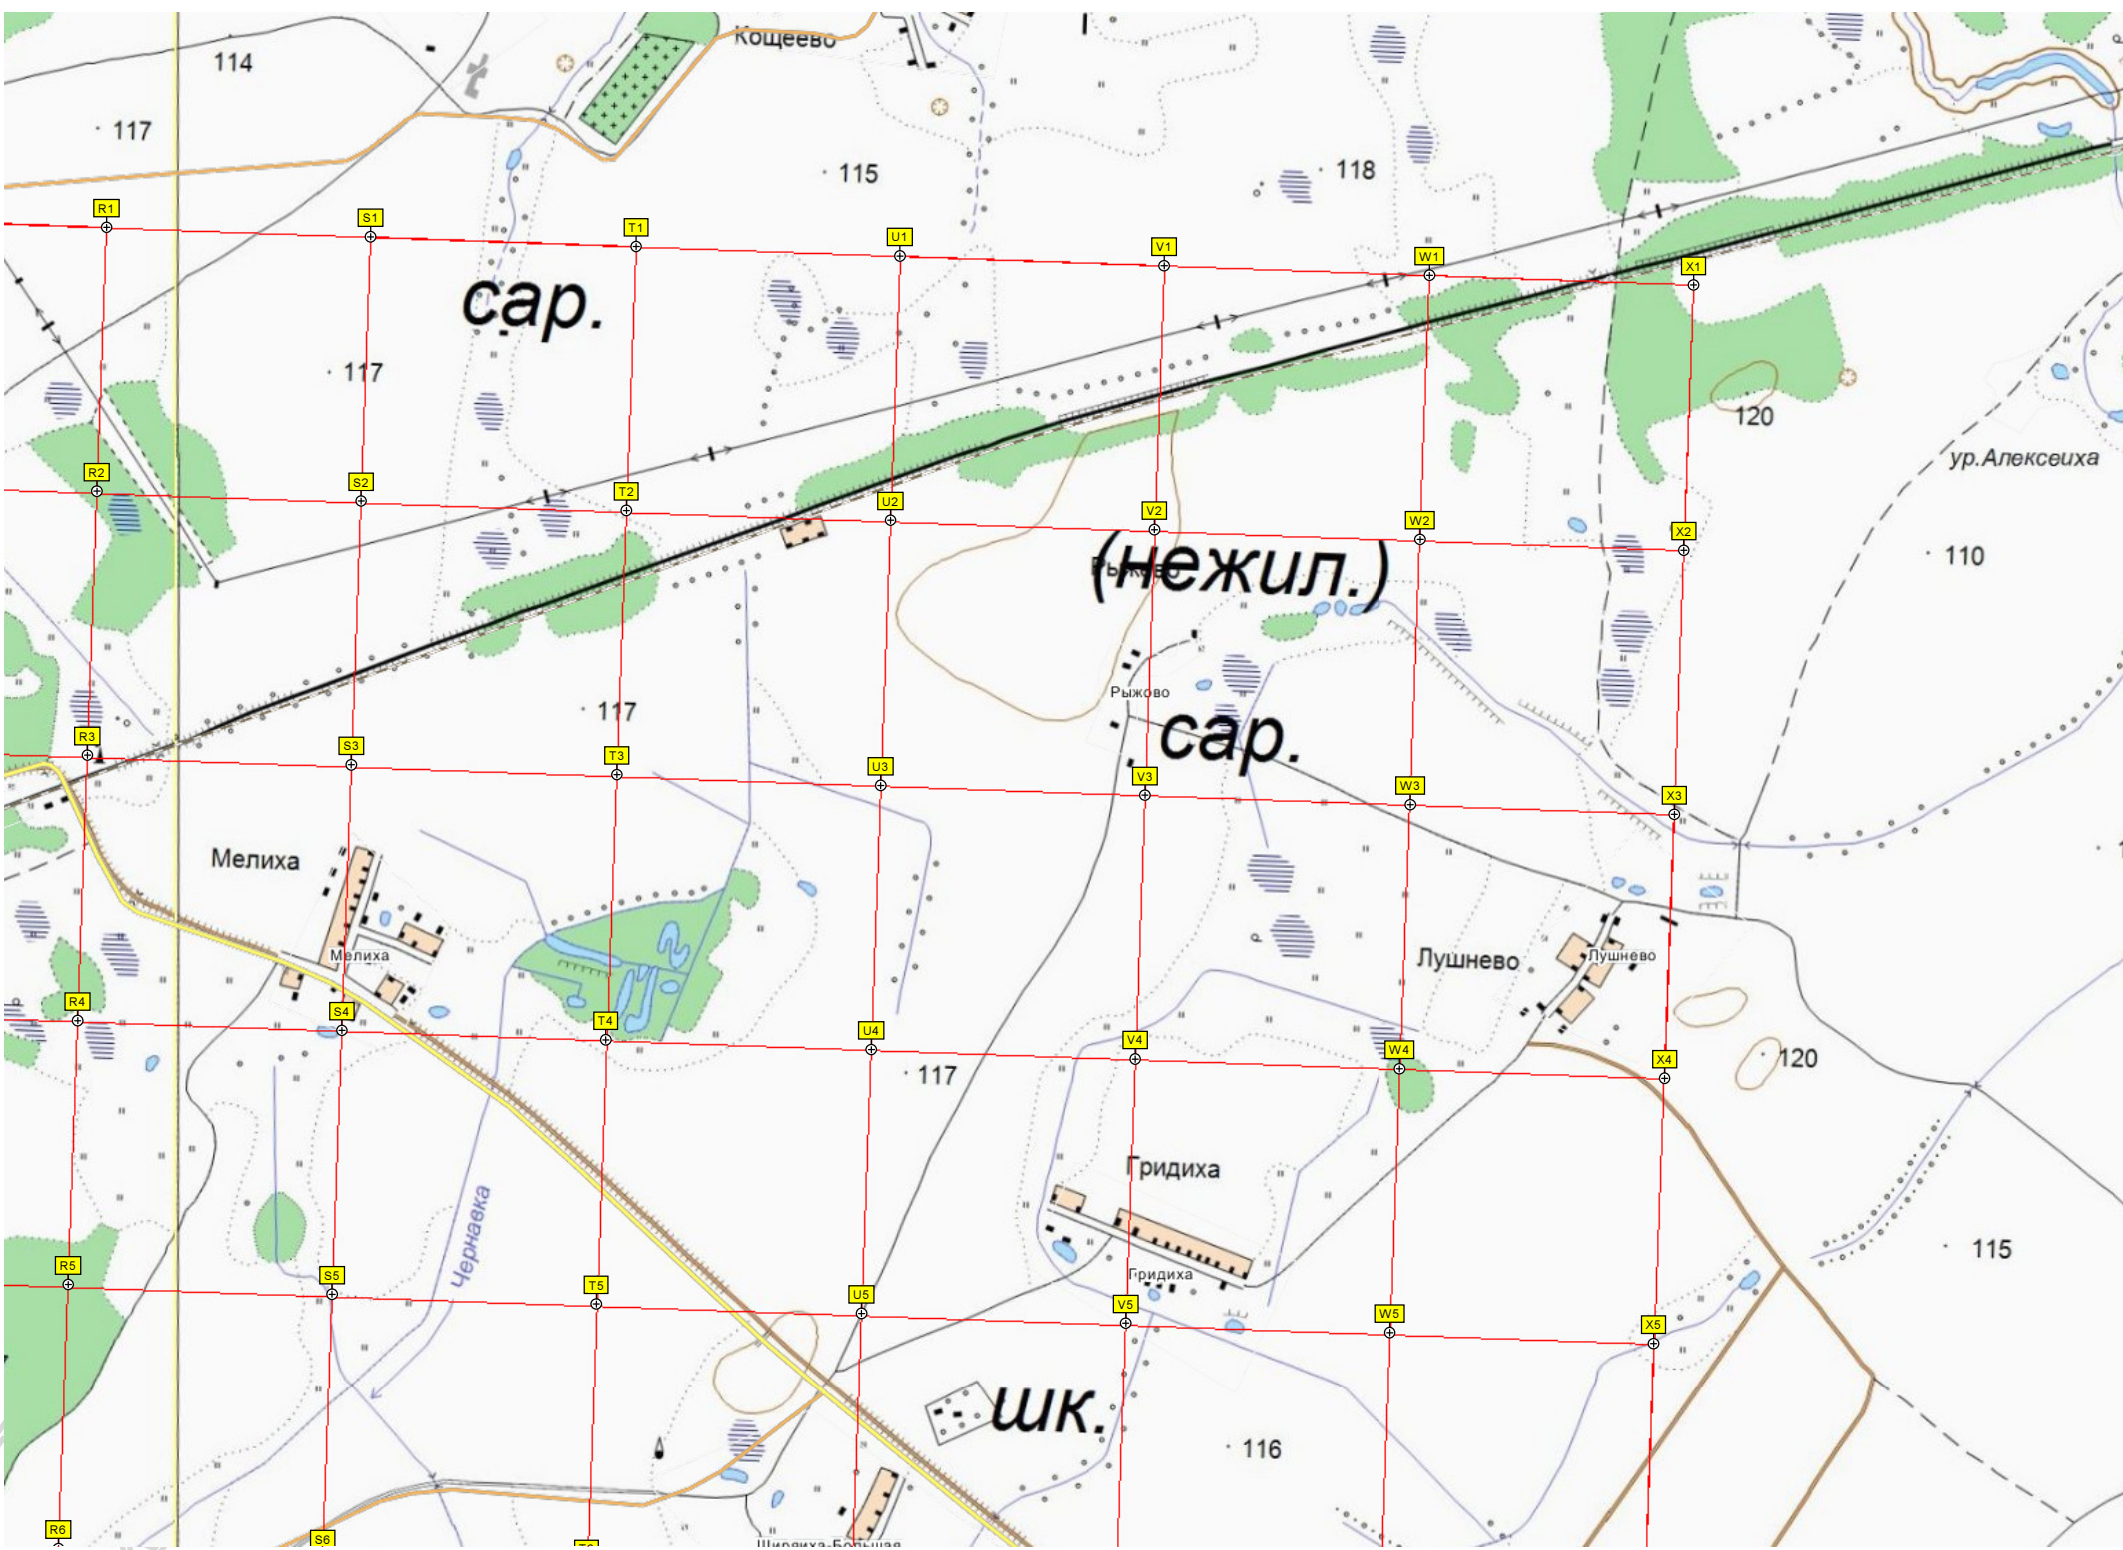 Кощеево
114
117
115
118
R1
S1
T1
U1
V1
W1
X1
сар.
117
120
ур.Алексеиха
R2
S2
T2
U2
V2
W2
X2
110
(нежил.)
Рыжово
117
сар.
R3
S3
T3
U3
V3
W3
X3
Мелиха
Мелиха
Лушнево
Лушнево
R4
S4
T4
U4
V4
W4
X4
117
120
Гридиха
Чернавка
115
Гридиха
R5
S5
T5
U5
V5
W5
X5
шк.
116
R6
S6
Ширяиха-Большая